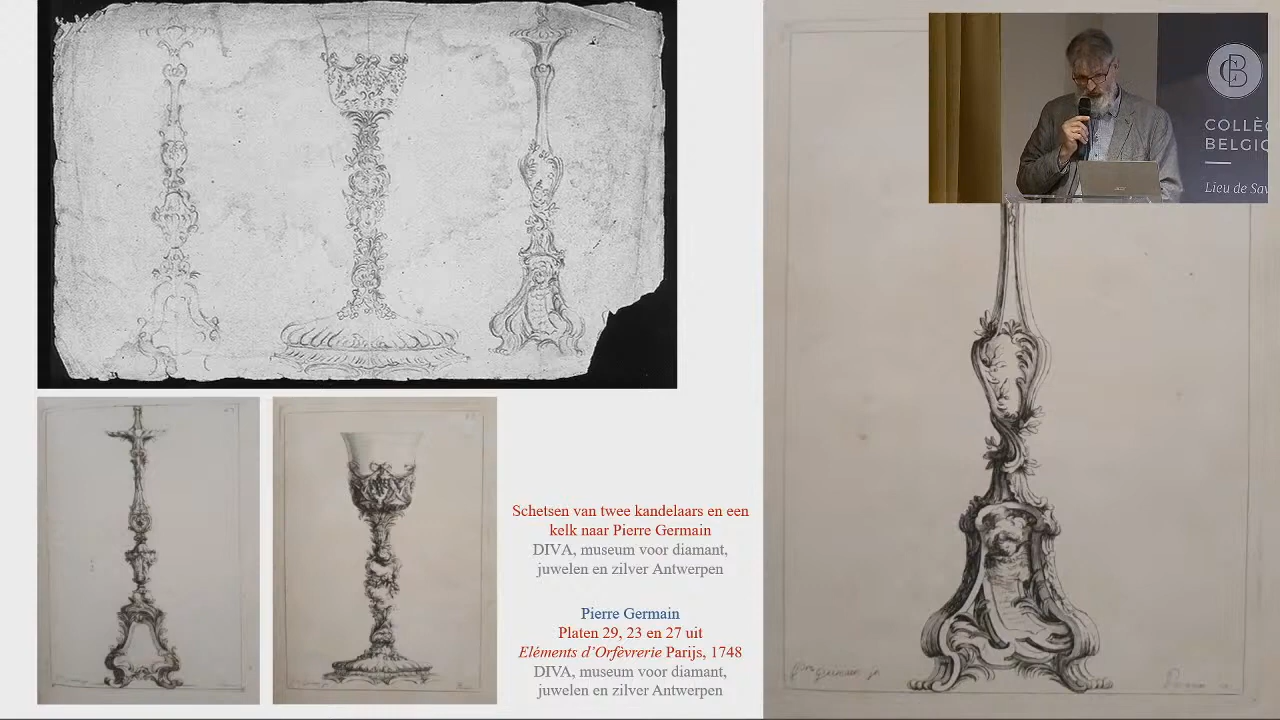 COLLÈ
BELGIQ
Lieu de Sav
Schetsen van twee kandelaars en een
kelk naar Pierre Germain
DIVA, museum voor diamant,
juwelen en zilver Antwerpen
Pierre Germain
Platen 29, 23 en 27 uit
Eléments d’Orfèvrerie Parijs, 1748
DIVA, museum voor diamant,
juwelen en zilver Antwerpen
germain